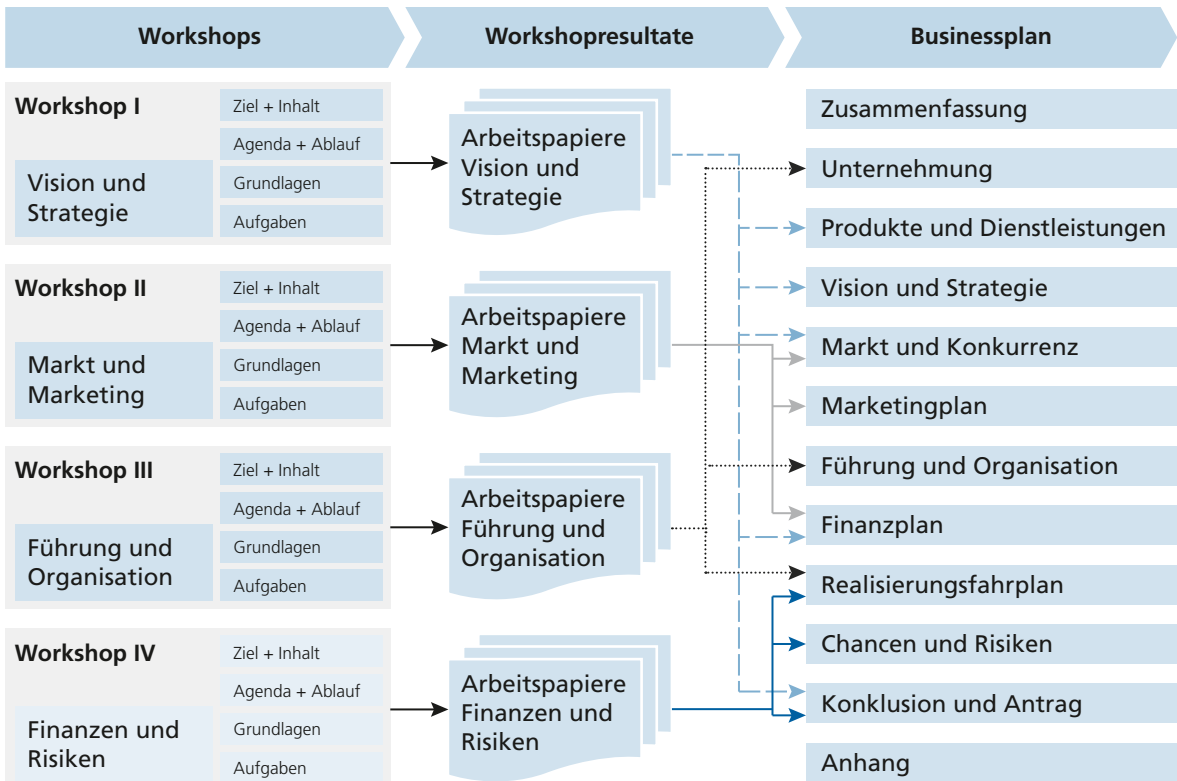 Workshops
Workshopresultate
Businessplan
Workshop I
Vision und
Strategie
Ziel + Inhalt
Agenda + Ablauf
Grundlagen
Aufgaben
Arbeitspapiere
Vision und
Strategie
Workshop II
Markt und
Marketing
Ziel + Inhalt
Agenda + Ablauf
Grundlagen
Aufgaben
Arbeitspapiere
Markt und
Marketing
Workshop III
Führung und
Organisation
Ziel + Inhalt
Agenda + Ablauf
Grundlagen
Aufgaben
Arbeitspapiere
Führung und
Organisation
Workshop IV
Finanzen und
Risiken
Ziel + Inhalt
Agenda + Ablauf
Grundlagen
Aufgaben
Arbeitspapiere
Finanzen und
Risiken
Zusammenfassung
Unternehmung
Produkte und Dienstleistungen
Vision und Strategie
Markt und Konkurrenz
Marketingplan
Führung und Organisation
Finanzplan
Realisierungsfahrplan
Chancen und Risiken
Konklusion und Antrag
Anhang